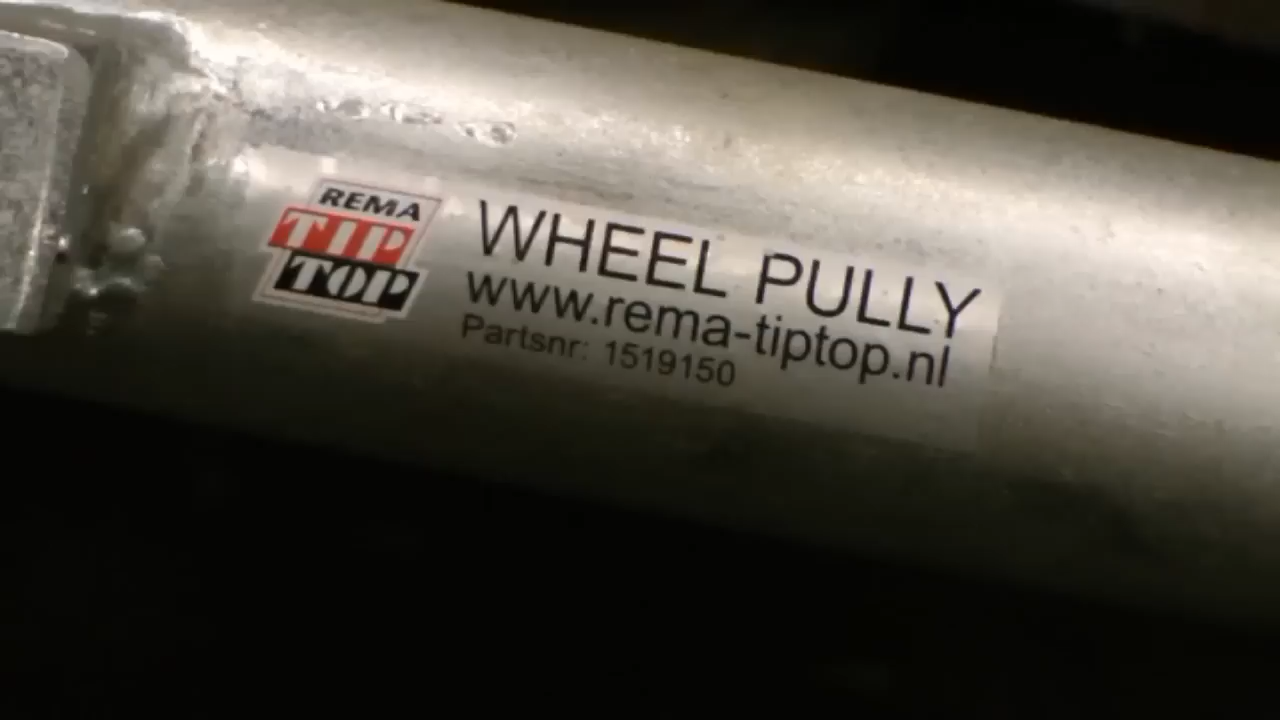 REMA
TIP
TOP
WHEEL PULLY
www.rema-tiptop.nl
Partsnr: 1519150